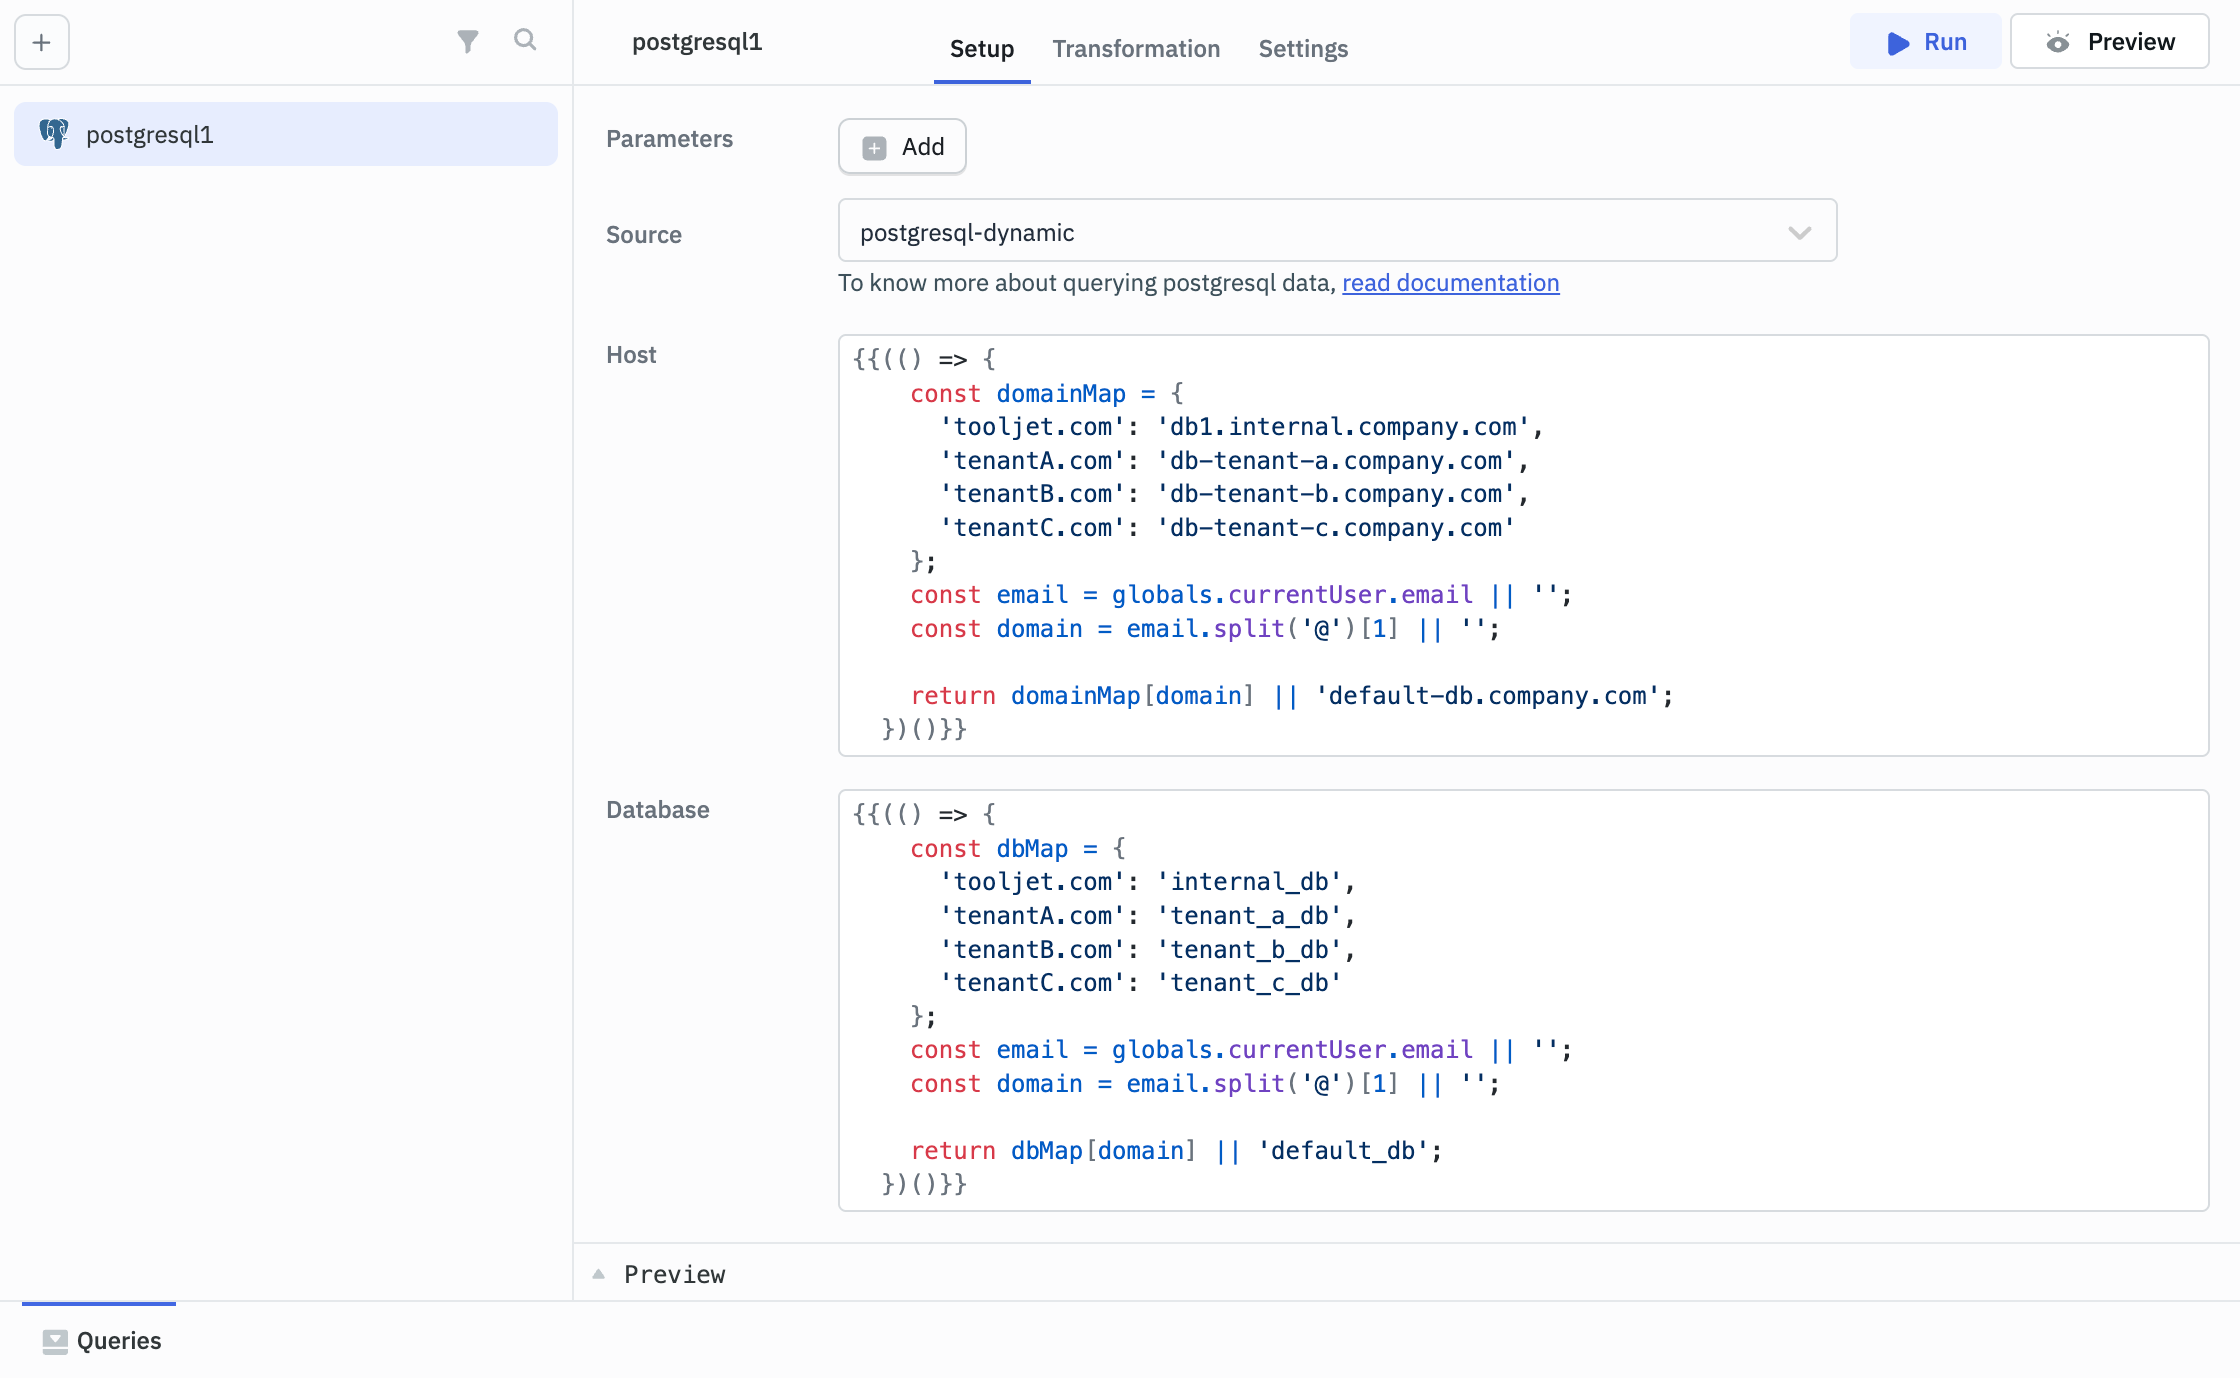 postgresql1
Setup
Transformation
Settings
Run
Preview
postgresql1
Parameters
Add
Source
postgresql-dynamic
To know more about querying postgresql data, read documentation
Host
{{(() => {
    const domainMap = {
      'tooljet.com': 'db1.internal.company.com',
      'tenantA.com': 'db-tenant-a.company.com',
      'tenantB.com': 'db-tenant-b.company.com',
      'tenantC.com': 'db-tenant-c.company.com'
    };
    const email = globals.currentUser.email || '';
    const domain = email.split('@')[1] || '';

    return domainMap[domain] || 'default-db.company.com';
  })()}}
Database
{{(() => {
    const dbMap = {
      'tooljet.com': 'internal_db',
      'tenantA.com': 'tenant_a_db',
      'tenantB.com': 'tenant_b_db',
      'tenantC.com': 'tenant_c_db'
    };
    const email = globals.currentUser.email || '';
    const domain = email.split('@')[1] || '';

    return dbMap[domain] || 'default_db';
  })()}}
Preview
Queries